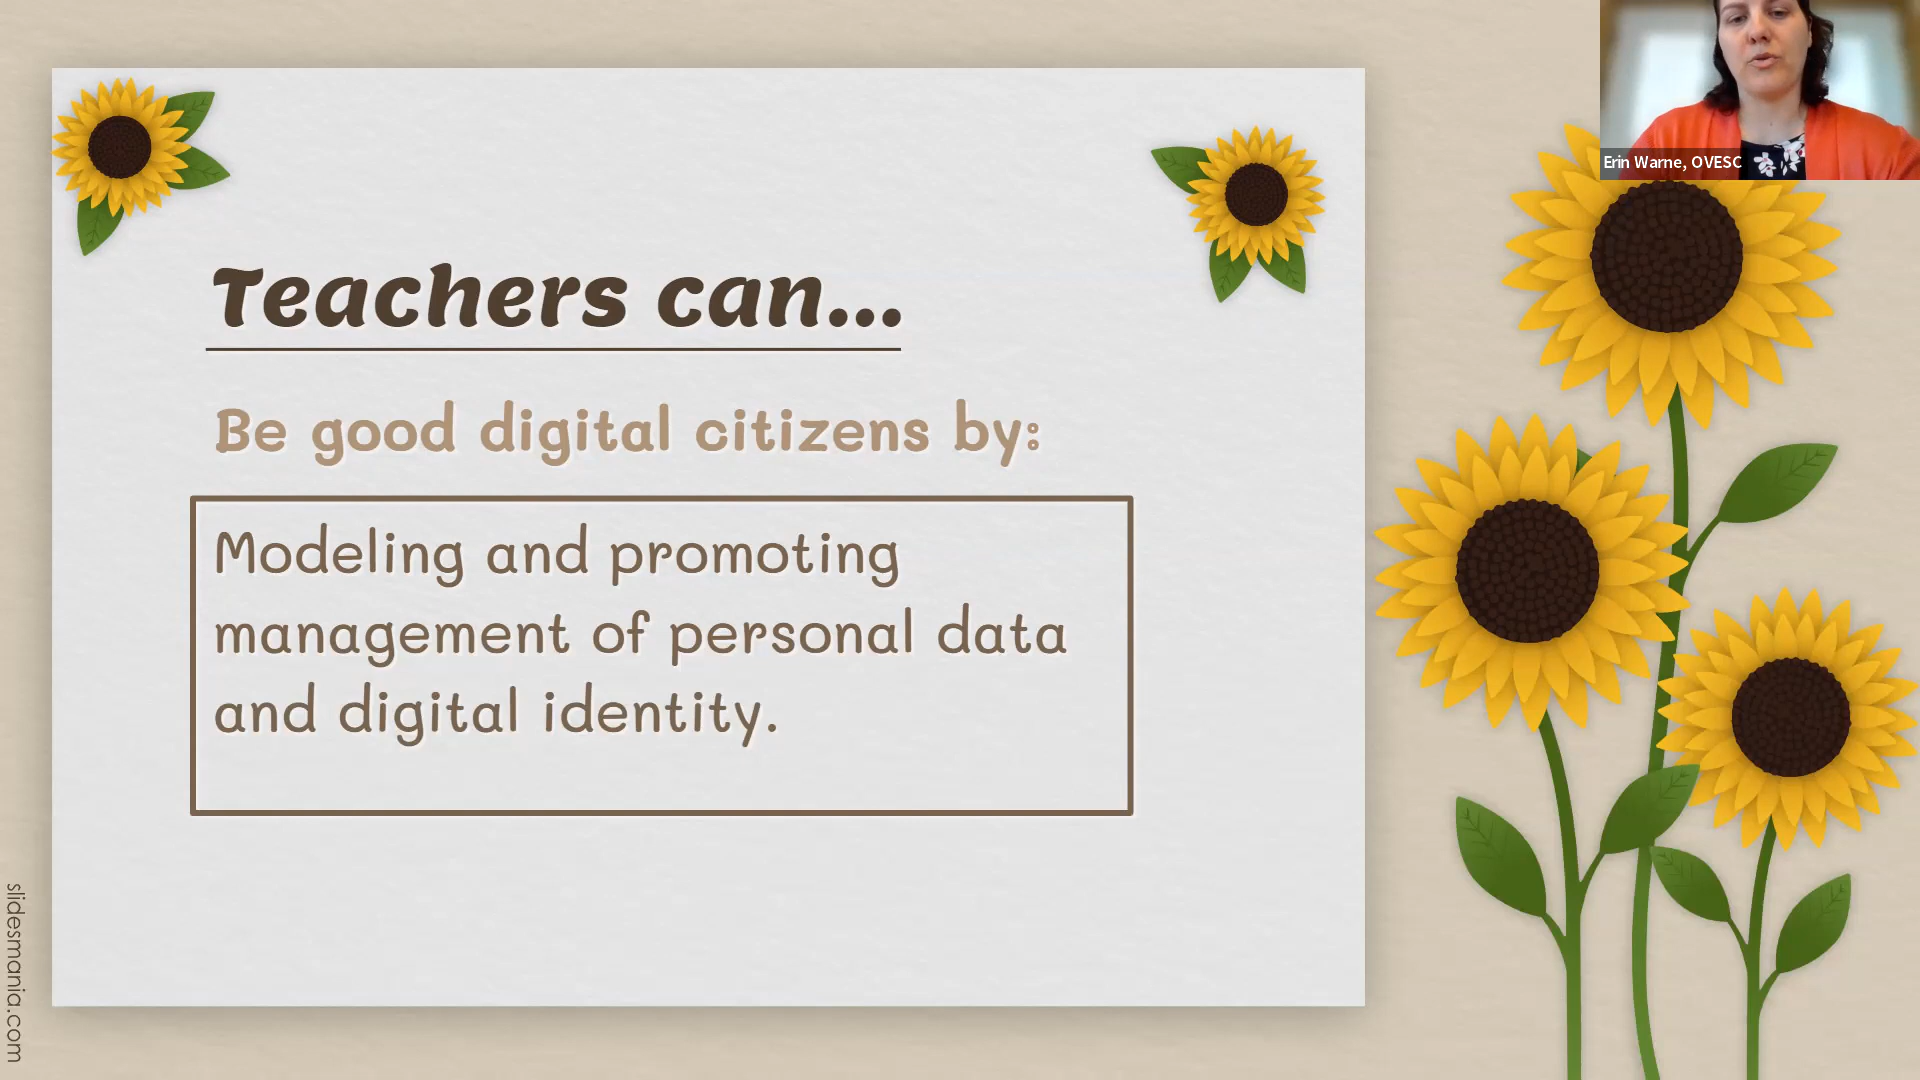 Erin Warne, OVESC
Teachers can...
Be good digital citizens by:
Modeling and promoting
management of personal data
and digital identity.
slidesmania.com